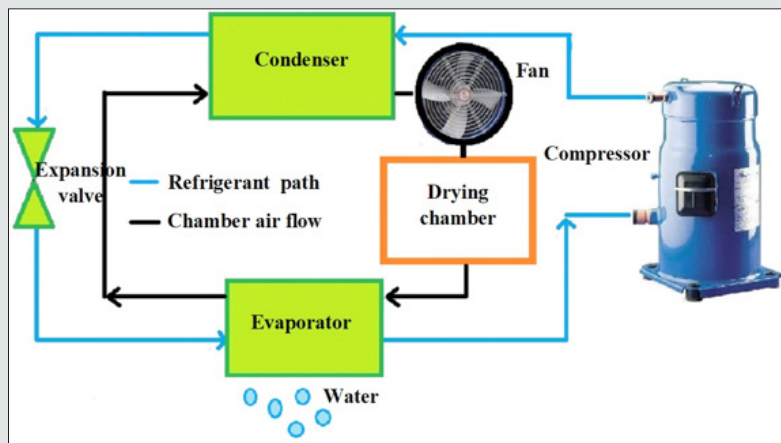 Condenser
Fan
Expansion
valve
Refrigerant path
Chamber air flow
Compressor
Drying
chamber
Evaporator
Water